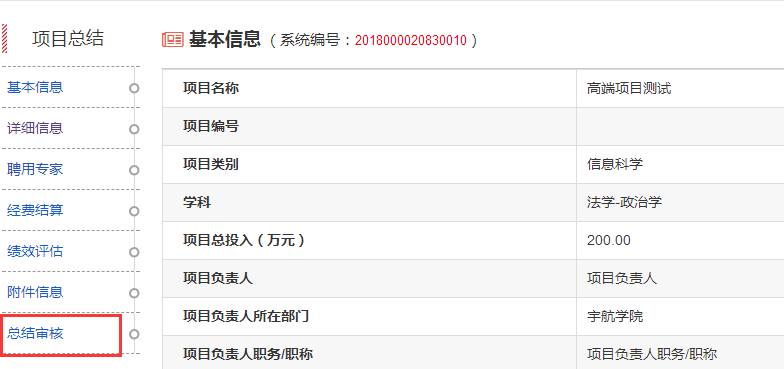 项目总结
基本信息
详细信息
聘用专家
经费结算
绩效评估
附件信息
总结审核
基本信息（系统编号：2018000020830010）
项目名称 高端项目测试
项目编号
项目类别 信息科学
学科 法学-政治学
项目总投入（万元） 200.00
项目负责人 项目负责人
项目负责人所在部门 宇航学院
项目负责人职务/职称 项目负责人职务/职称